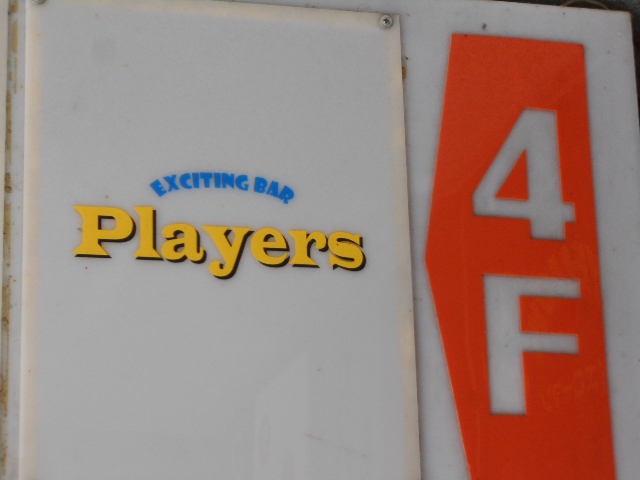 EXCITING BAR
Players
4
F